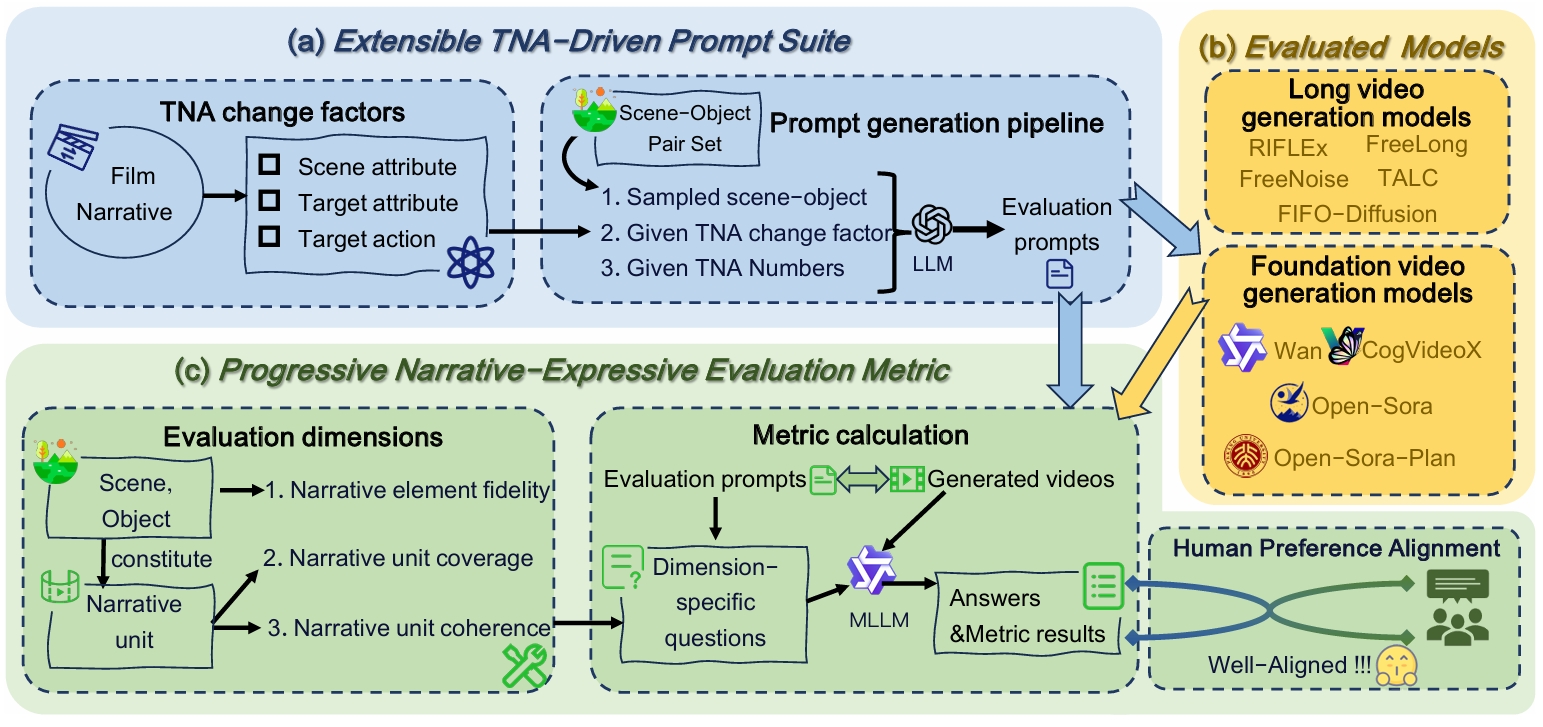 (a) Extensible TNA-Driven Prompt Suite
TNA change factors
Film
Narrative
Scene attribute
Target attribute
Target action
Scene-Object
Pair Set
Prompt generation pipeline
1. Sampled scene-object
2. Given TNA change factor
3. Given TNA Numbers
LLM
Evaluation
prompts
(b) Evaluated Models
Long video
generation models
RIFLEx
FreeLong
FreeNoise
TALC
FIFO-Diffusion
Foundation video
generation models
Wan
CogVideoX
Open-Sora
Open-Sora-Plan
(c) Progressive Narrative-Expressive Evaluation Metric
Evaluation dimensions
Scene,
Object
constitute
Narrative
unit
1. Narrative element fidelity
2. Narrative unit coverage
3. Narrative unit coherence
Metric calculation
Evaluation prompts
Generated videos
?
Dimension-
specific
questions
MLLM
Answers
&Metric results
Human Preference Alignment
Well-Aligned !!!